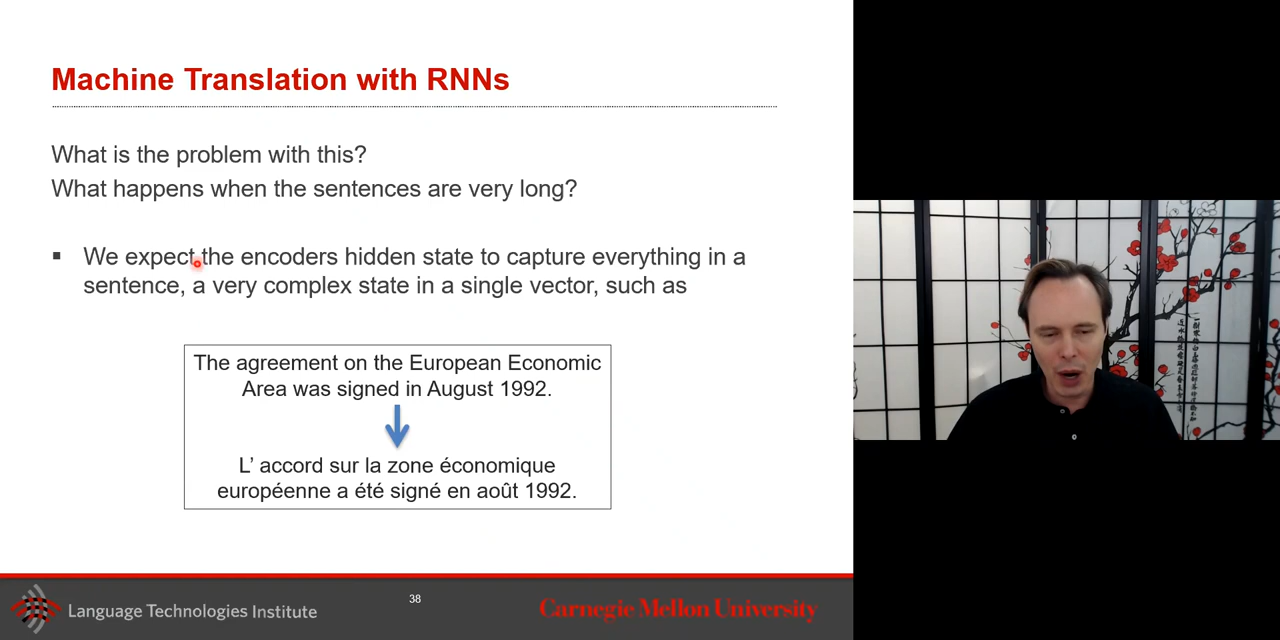 Machine Translation with RNNs
What is the problem with this?
What happens when the sentences are very long?
▪ We expect the encoders hidden state to capture everything in a
sentence, a very complex state in a single vector, such as
The agreement on the European Economic
Area was signed in August 1992.
L’ accord sur la zone économique
européenne a été signé en août 1992.
Language Technologies Institute
38
Carnegie Mellon University